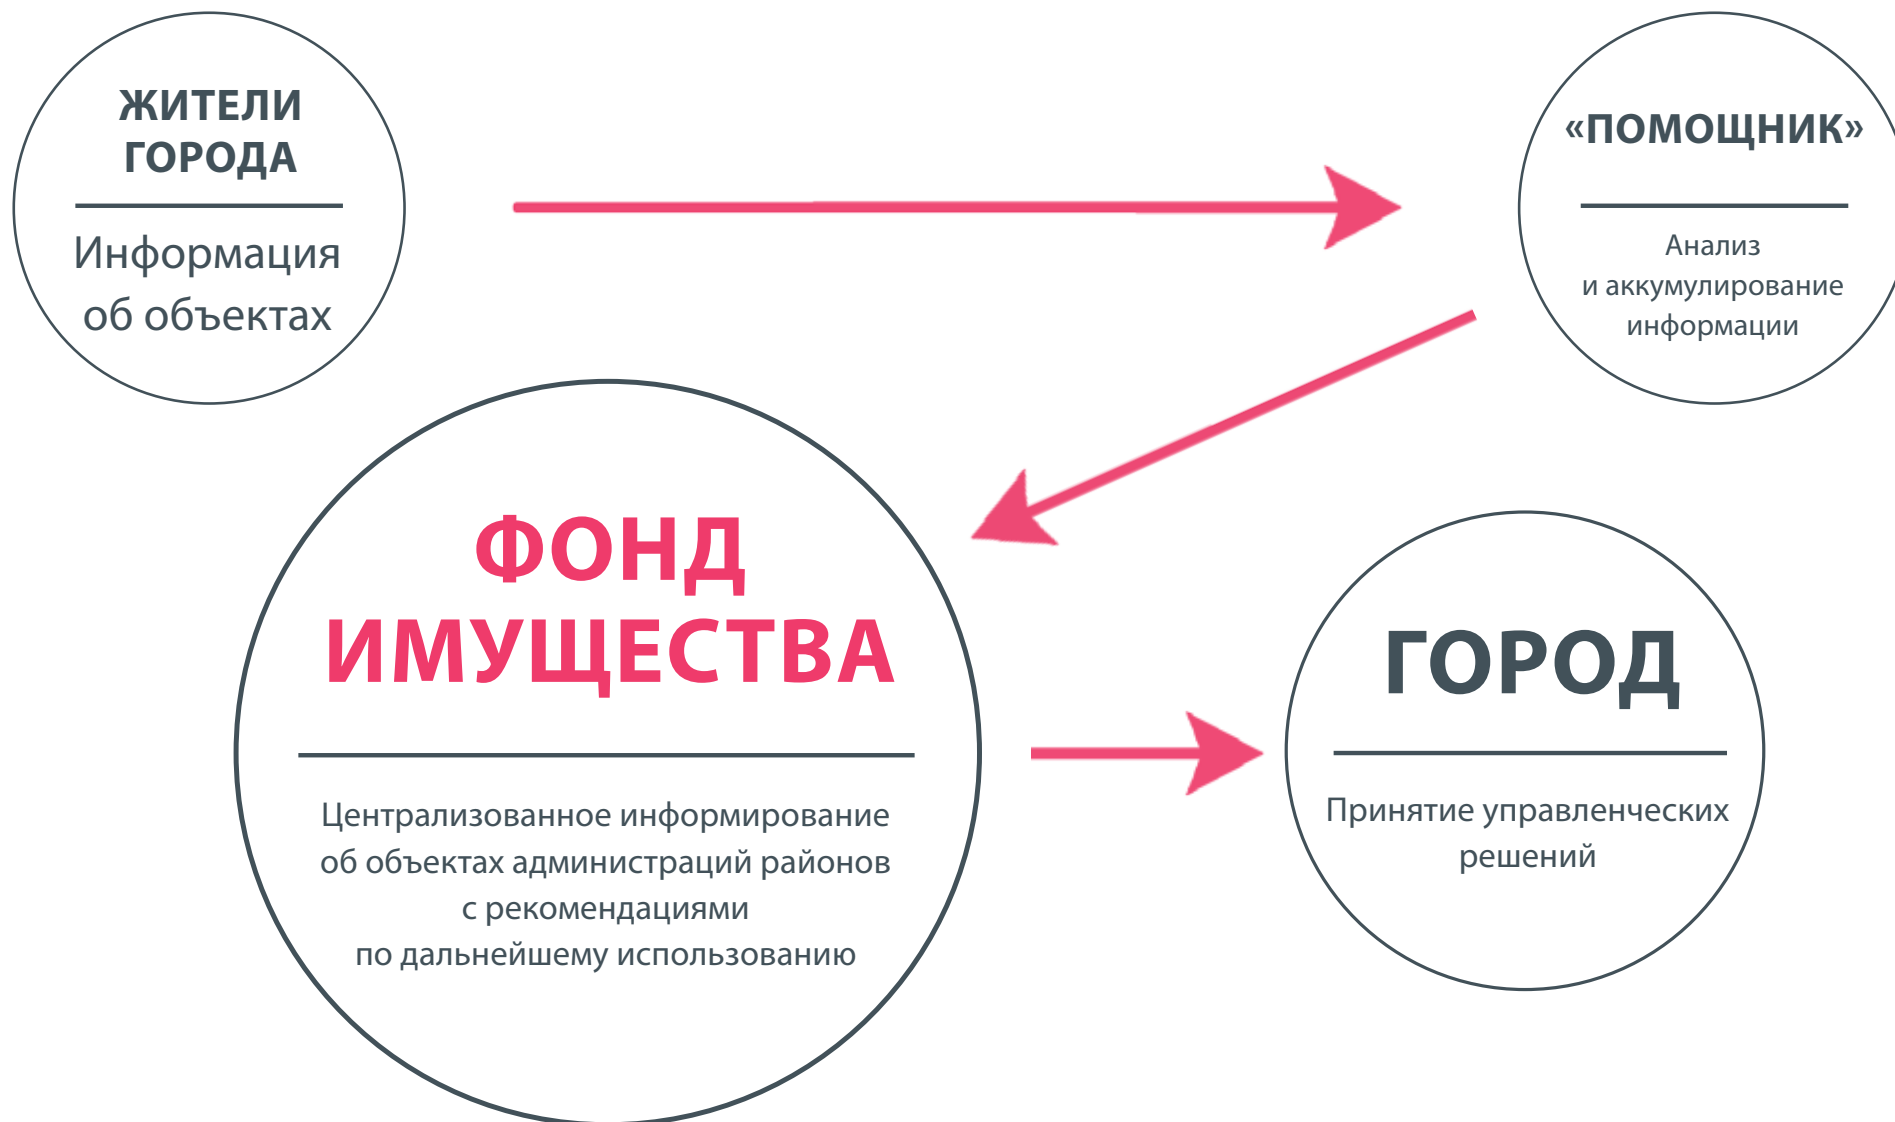 ЖИТЕЛИ
ГОРОДА
Информация
об объектах
«ПОМОЩНИК»
Анализ
и аккумулирование
информации
ФОНД
ИМУЩЕСТВА
Централизованное информирование
об объектах администраций районов
с рекомендациями
по дальнейшему использованию
ГОРОД
Принятие управленческих
решений